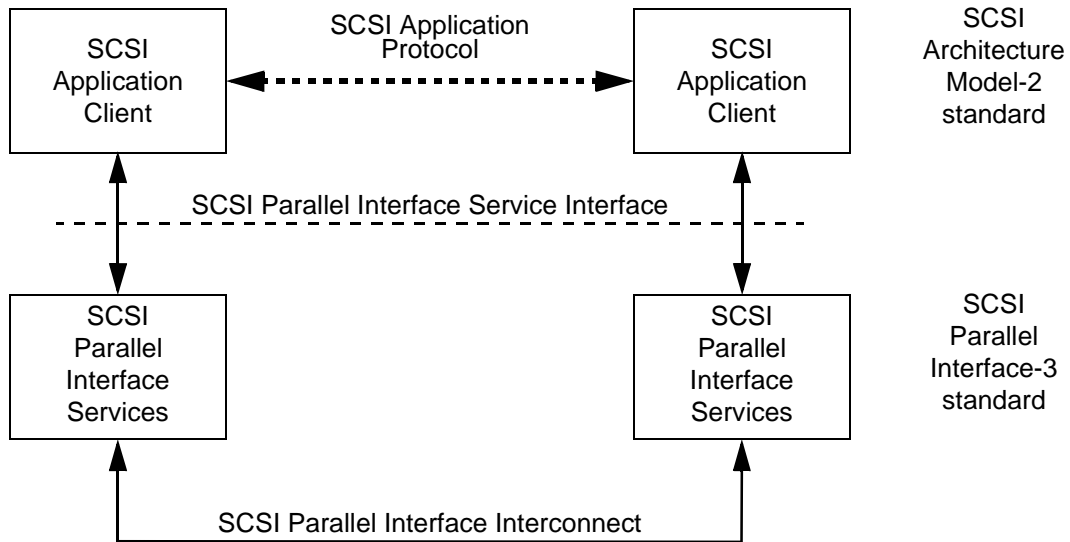 SCSI
Application
Client
SCSI Application
Protocol
SCSI
Application
Client
SCSI
Architecture
Model-2
standard
SCSI Parallel Interface Service Interface
SCSI
Parallel
Interface
Services
SCSI
Parallel
Interface
Services
SCSI
Parallel
Interface-3
standard
SCSI Parallel Interface Interconnect